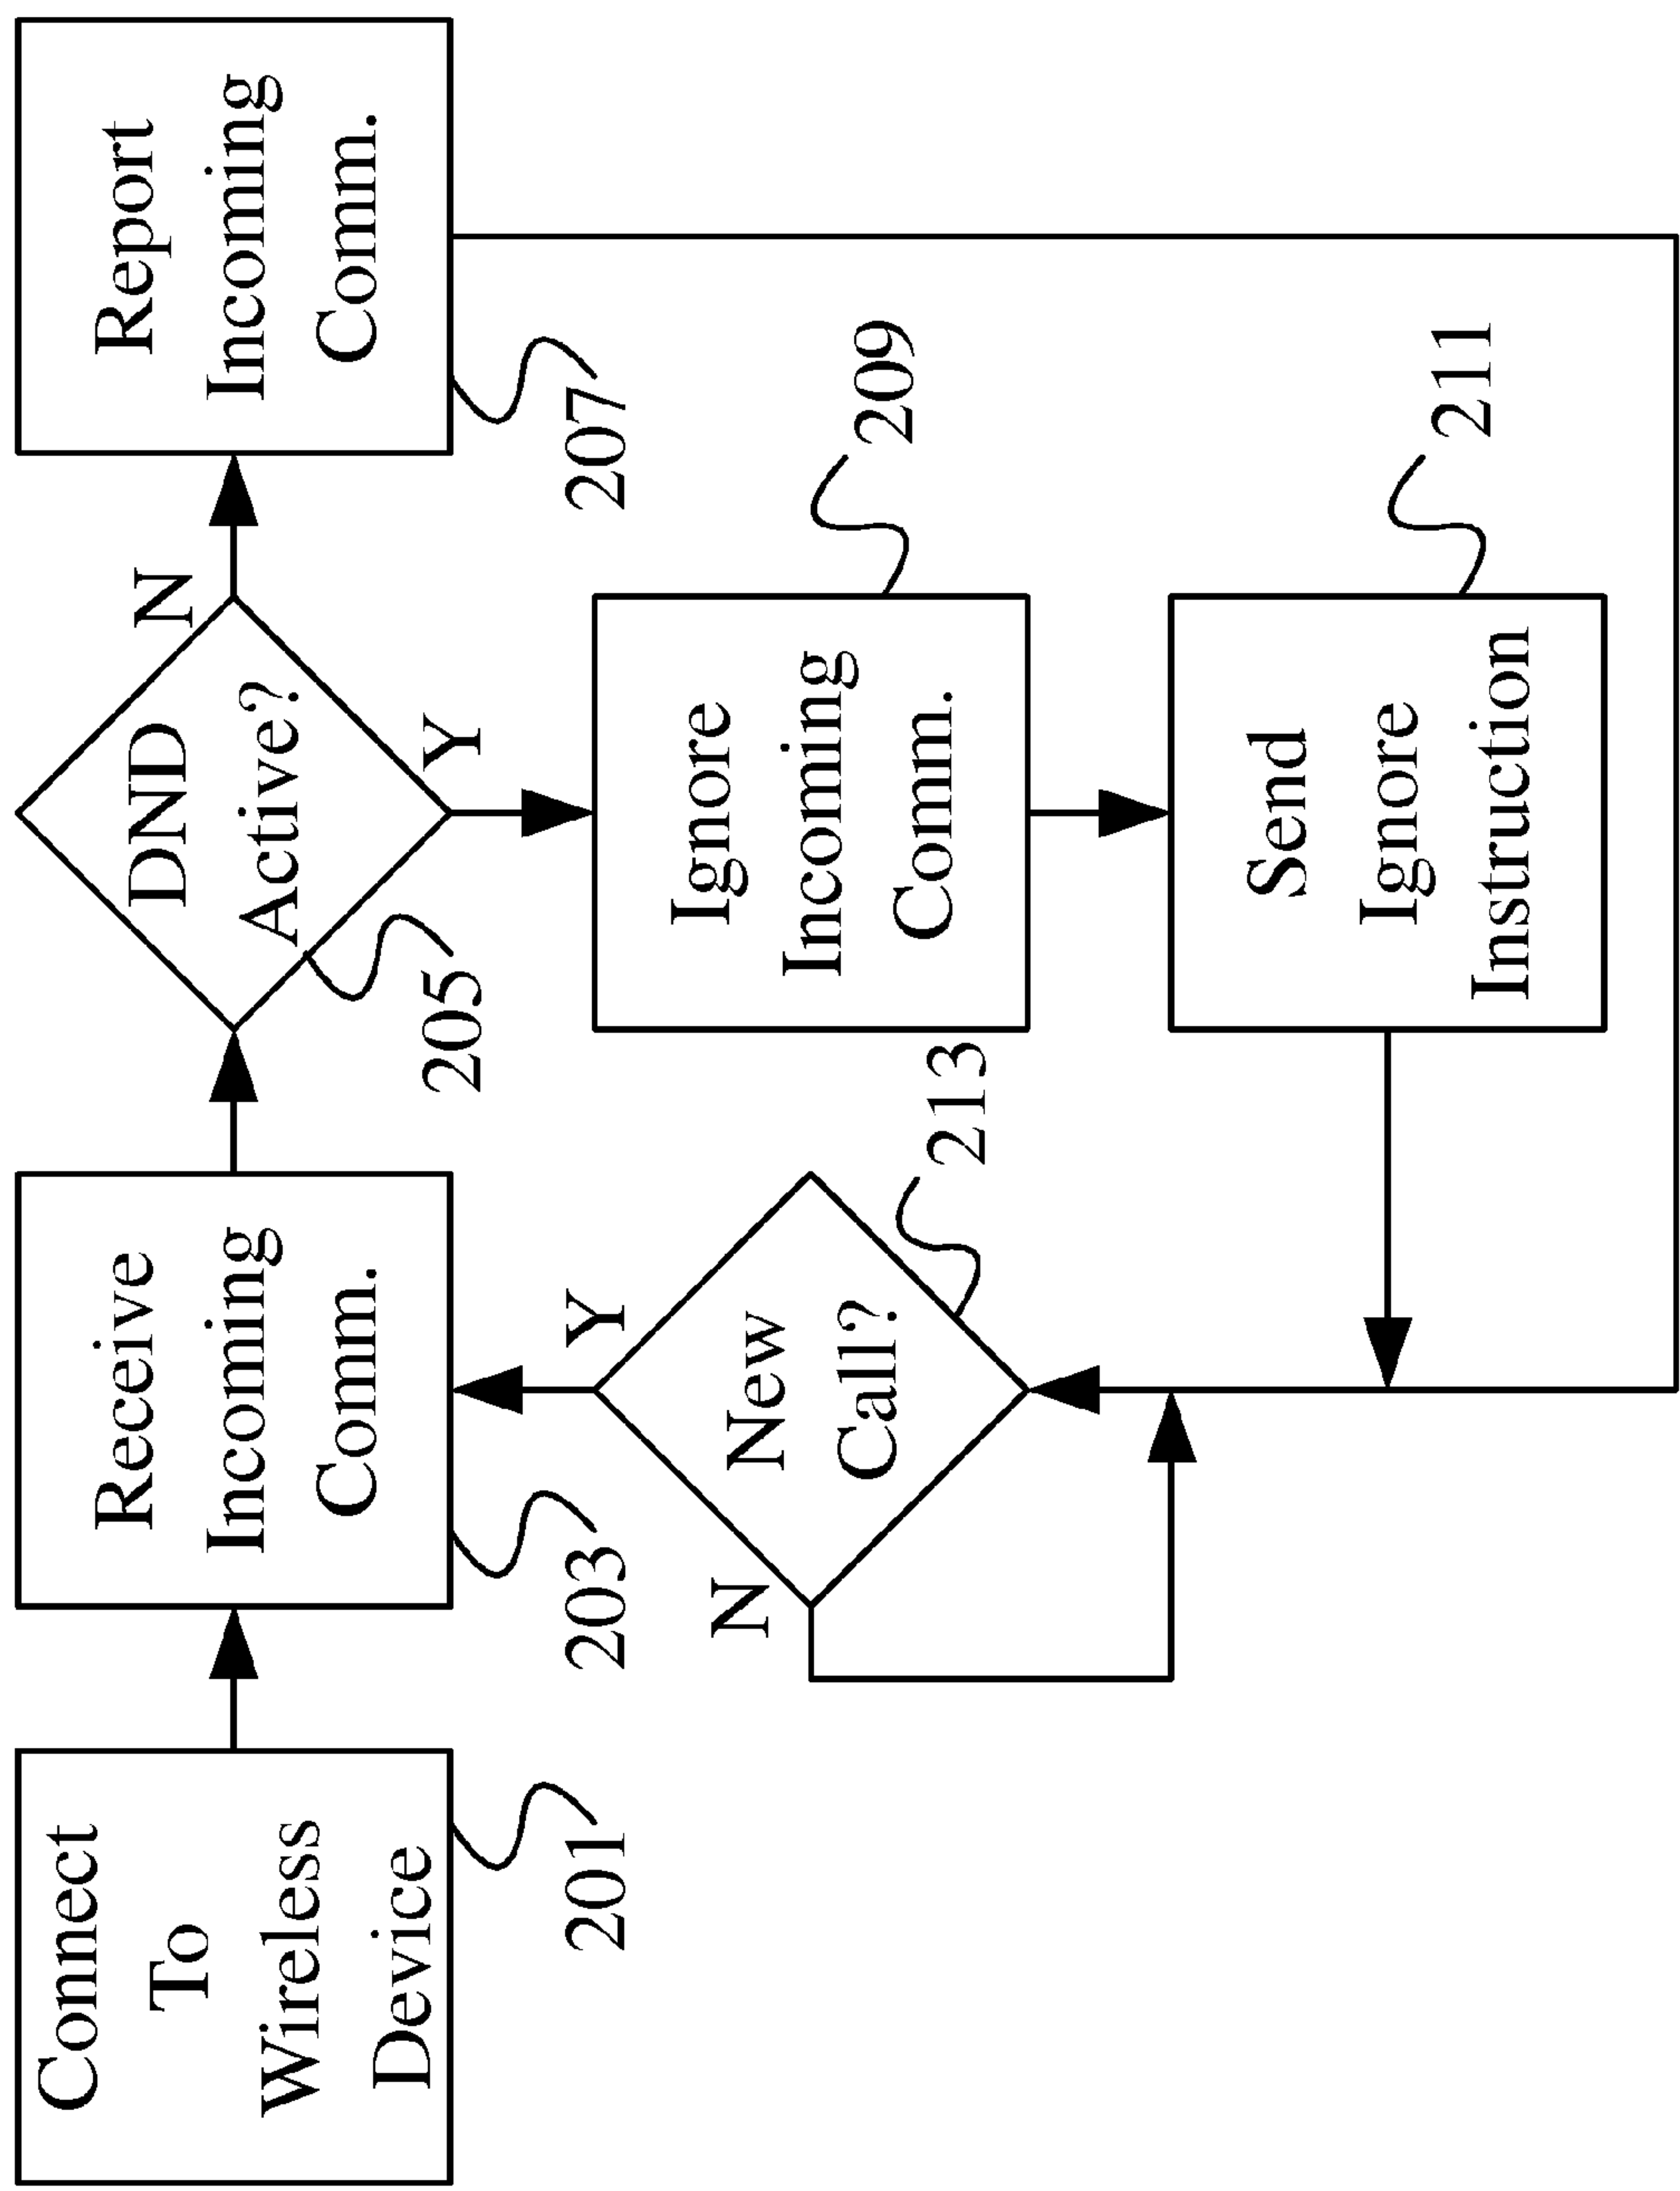 Connect
To
Wireless
Device
201
Receive
Incoming
Comm.
203
DND
Active?
205
N
Y
Report
Incoming
Comm.
207
Ignore
Incoming
Comm.
209
Send
Ignore
Instruction
211
New
Call?
213
Y
N